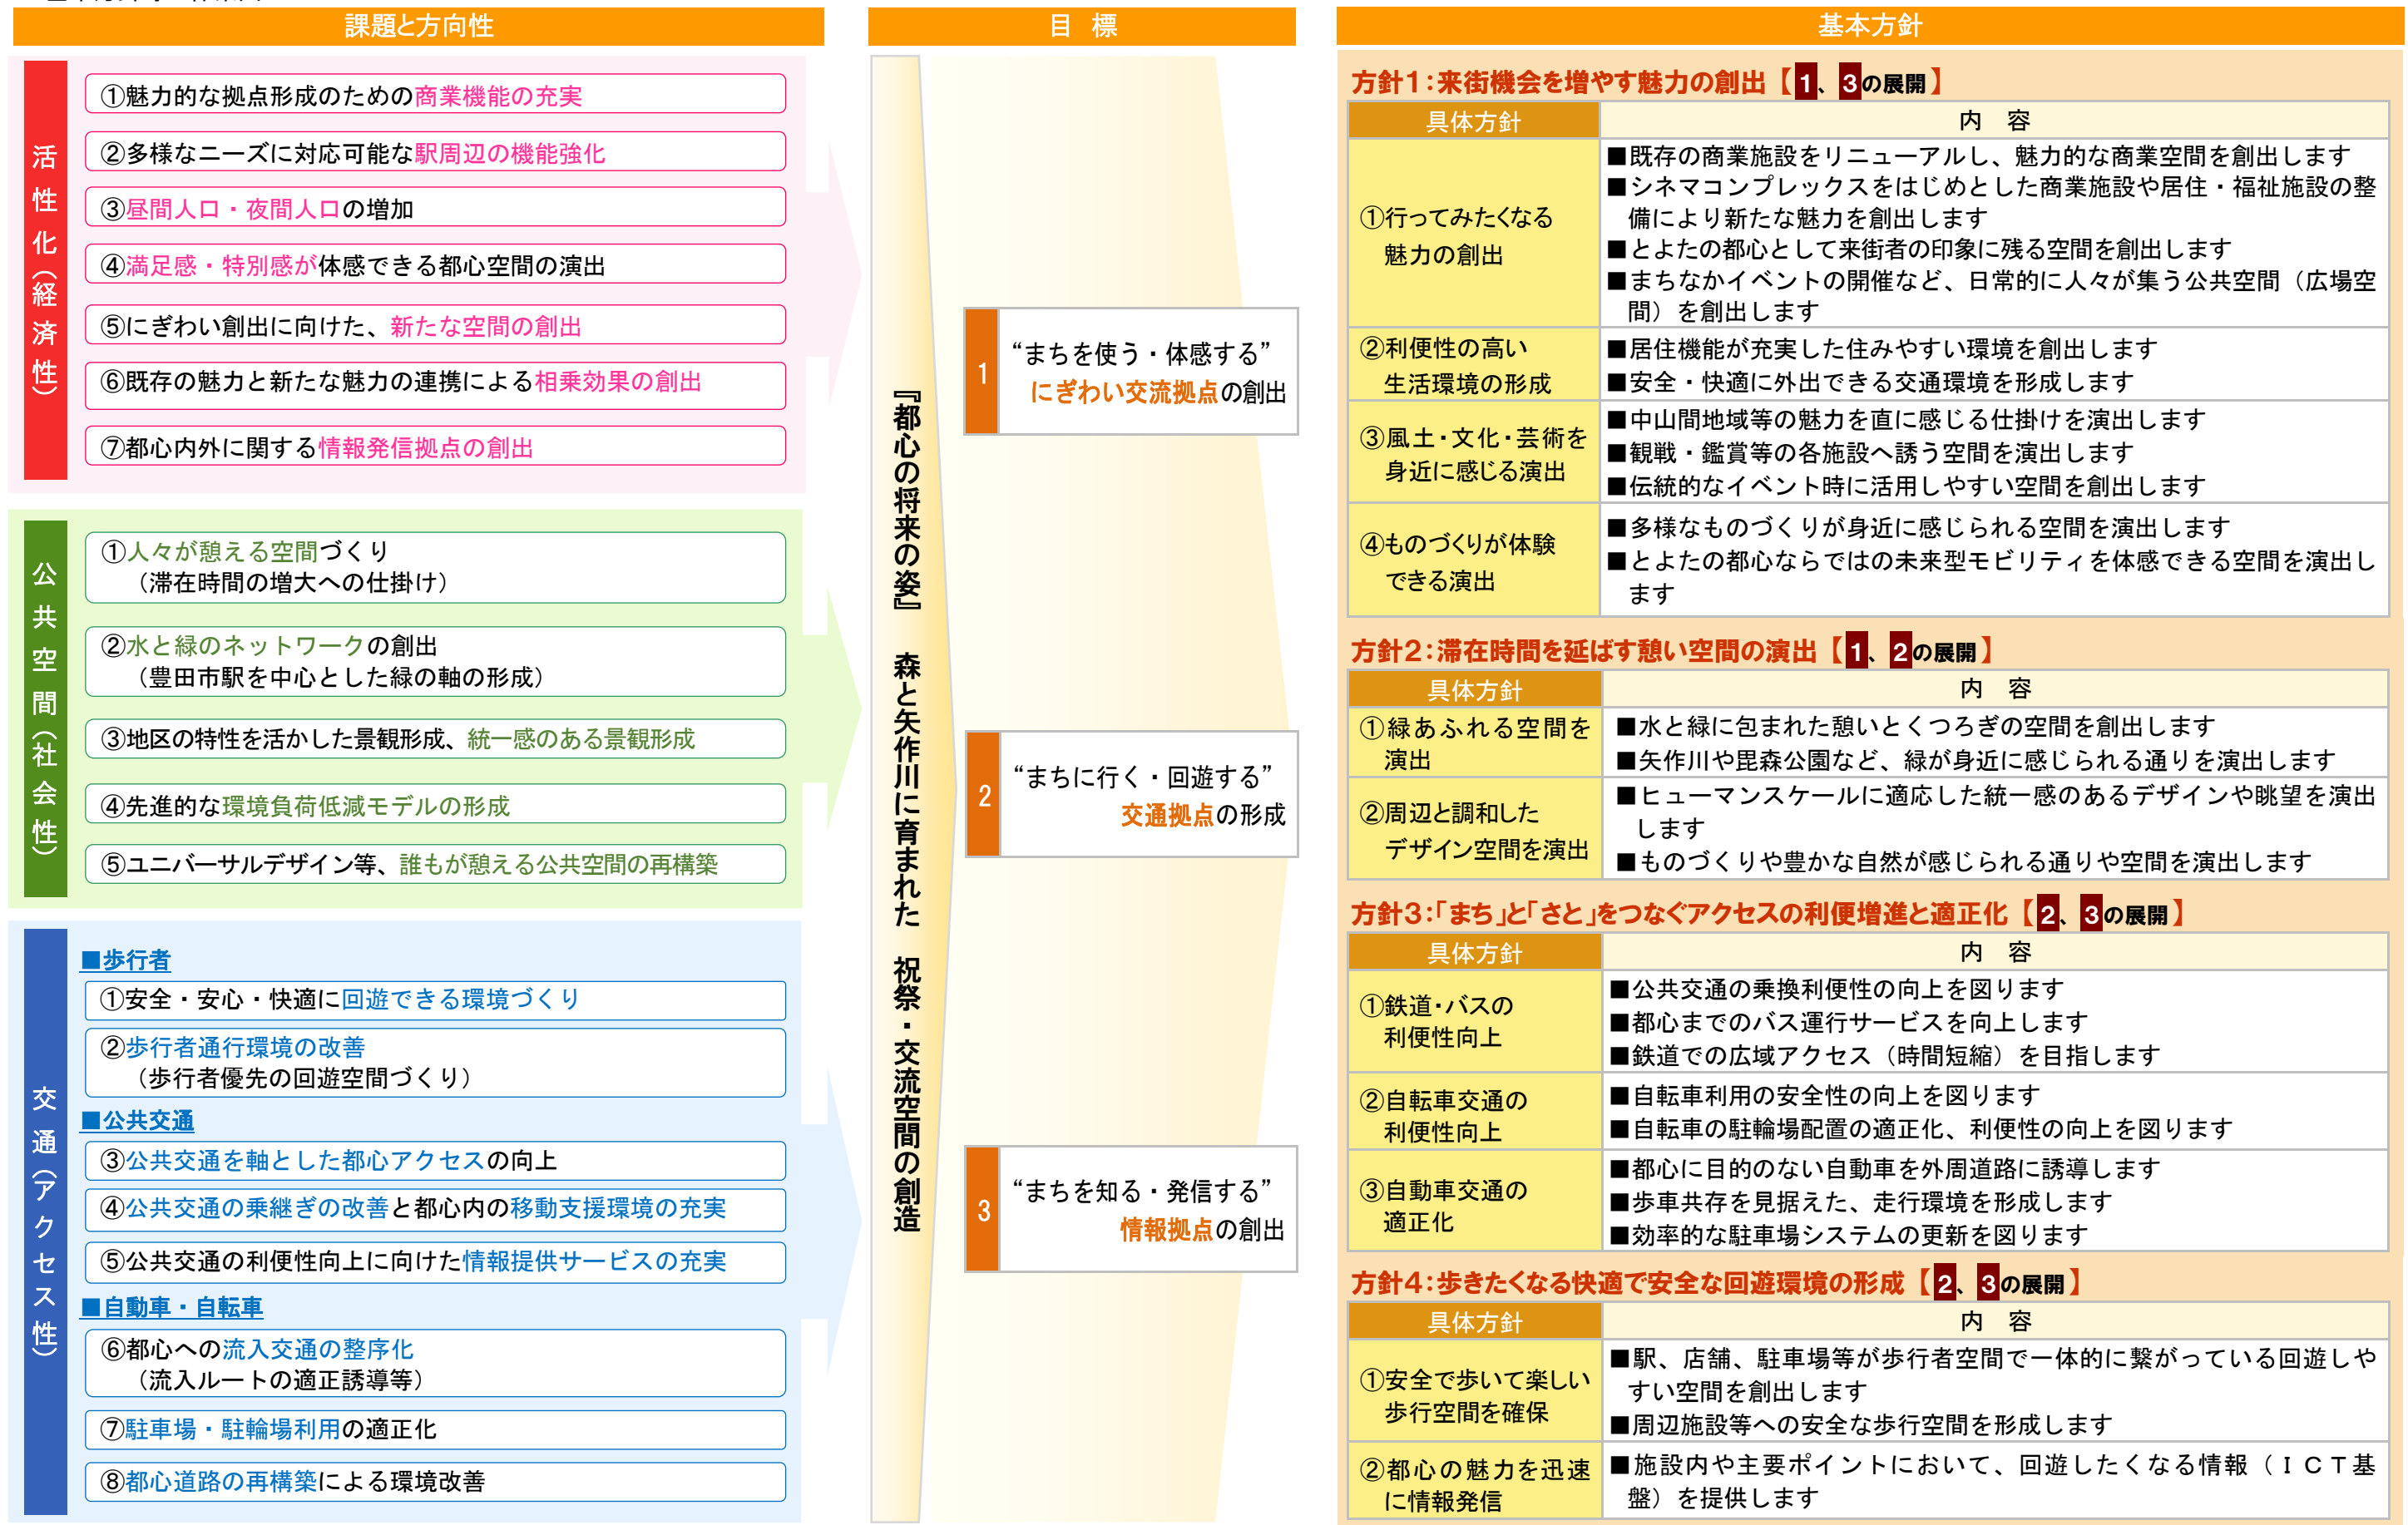 課題と方向性
活性化（経済性）
①魅力的な拠点形成のための商業機能の充実
②多様なニーズに対応可能な駅周辺の機能強化
③昼間人口・夜間人口の増加
④満足感・特別感が体感できる都心空間の演出
⑤にぎわい創出に向けた、新たな空間の創出
⑥既存の魅力と新たな魅力の連携による相乗効果の創出
⑦都心内外に関する情報発信拠点の創出
公共空間（社会性）
①人々が憩える空間づくり
（滞在時間の増大への仕掛け）
②水と緑のネットワークの創出
（豊田市駅を中心とした緑の軸の形成）
③地区の特性を活かした景観形成、統一感のある景観形成
④先進的な環境負荷低減モデルの形成
⑤ユニバーサルデザイン等、誰もが憩える公共空間の再構築
交通（アクセス性）
■歩行者
①安全・安心・快適に回遊できる環境づくり
②歩行者通行環境の改善
（歩行者優先の回遊空間づくり）
■公共交通
③公共交通を軸とした都心アクセスの向上
④公共交通の乗継ぎの改善と都心内の移動支援環境の充実
⑤公共交通の利便性向上に向けた情報提供サービスの充実
■自動車・自転車
⑥都心への流入交通の整序化
（流入ルートの適正誘導等）
⑦駐車場・駐輪場利用の適正化
⑧都心道路の再構築による環境改善
目 標
『都心の将来の姿』 森と矢作川に育まれた 祝祭・交流空間の創造
1
“まちを使う・体感する”
にぎわい交流拠点の創出
2
“まちに行く・回遊する”
交通拠点の形成
3
“まちを知る・発信する”
情報拠点の創出
基本方針
方針１：来街機会を増やす魅力の創出【1、3の展開】
具体方針 内 容
①行ってみたくなる
魅力の創出
■既存の商業施設をリニューアルし、魅力的な商業空間を創出します
■シネマコンプレックスをはじめとした商業施設や居住・福祉施設の整
備により新たな魅力を創出します
■とよたの都心として来街者の印象に残る空間を創出します
■まちなかイベントの開催など、日常的に人々が集う公共空間（広場空
間）を創出します
②利便性の高い
生活環境の形成
■居住機能が充実した住みやすい環境を創出します
■安全・快適に外出できる交通環境を形成します
③風土・文化・芸術を
身近に感じる演出
■中山間地域等の魅力を直に感じる仕掛けを演出します
■観戦・鑑賞等の各施設へ誘う空間を演出します
■伝統的なイベント時に活用しやすい空間を創出します
④ものづくりが体験
できる演出
■多様なものづくりが身近に感じられる空間を演出します
■とよたの都心ならではの未来型モビリティを体感できる空間を演出し
ます
方針２：滞在時間を延ばす憩い空間の演出【1、2の展開】
具体方針 内 容
①緑あふれる空間を
演出
■水と緑に包まれた憩いとくつろぎの空間を創出します
■矢作川や毘森公園など、緑が身近に感じられる通りを演出します
②周辺と調和した
デザイン空間を演出
■ヒューマンスケールに適応した統一感のあるデザインや眺望を演出
します
■ものづくりや豊かな自然が感じられる通りや空間を演出します
方針３：「まち」と「さと」をつなぐアクセスの利便増進と適正化【2、3の展開】
具体方針 内 容
①鉄道・バスの
利便性向上
■公共交通の乗換利便性の向上を図ります
■都心までのバス運行サービスを向上します
■鉄道での広域アクセス（時間短縮）を目指します
②自転車交通の
利便性向上
■自転車利用の安全性の向上を図ります
■自転車の駐輪場配置の適正化、利便性の向上を図ります
③自動車交通の
適正化
■都心に目的のない自動車を外周道路に誘導します
■歩車共存を見据えた、走行環境を形成します
■効率的な駐車場システムの更新を図ります
方針４：歩きたくなる快適で安全な回遊環境の形成【2、3の展開】
具体方針 内 容
①安全で歩いて楽しい
歩行空間を確保
■駅、店舗、駐車場等が歩行者空間で一体的に繋がっている回遊しや
すい空間を創出します
■周辺施設等への安全な歩行空間を形成します
②都心の魅力を迅速
に情報発信
■施設内や主要ポイントにおいて、回遊したくなる情報（ＩＣＴ基
盤）を提供します